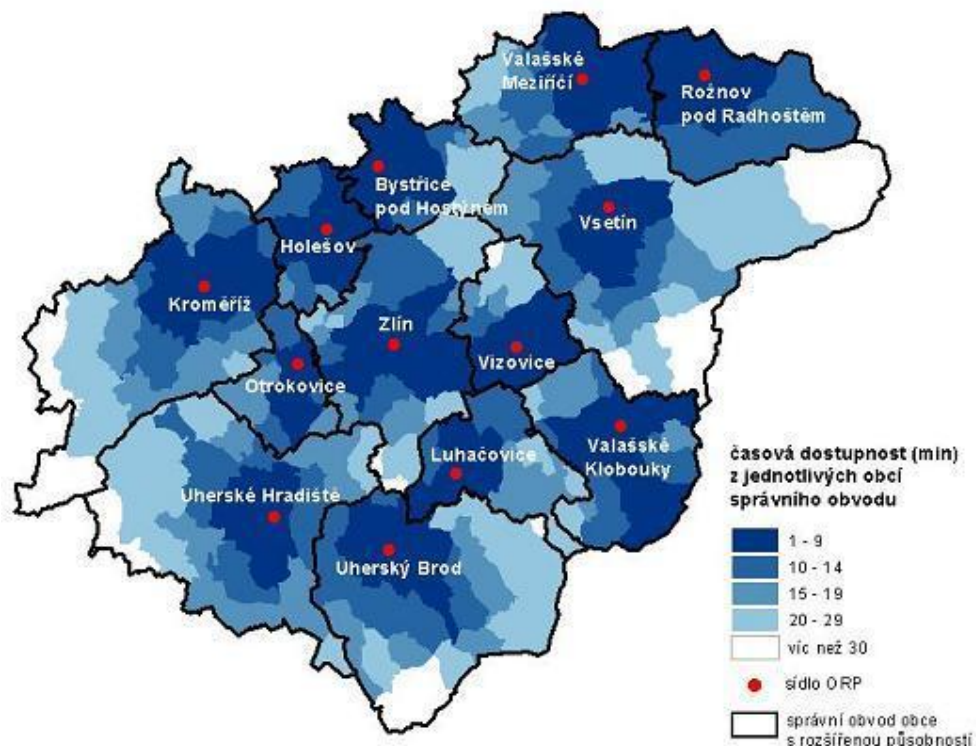 Valašské
Meziříčí
Rožnov
pod Radhoštěm
Bystřice
pod Hostýnem
Vsetín
Holešov
Kroměříž
Zlín
Vizovice
Otrokovice
Luhačovice
Valašské
Klobouky
Uherské Hradiště
Uherský Brod
časová dostupnost (min)
z jednotlivých obcí
správního obvodu
1 - 9
10 - 14
15 - 19
20 - 29
víc než 30
sídlo ORP
správní obvod obce
s rozšířenou působností